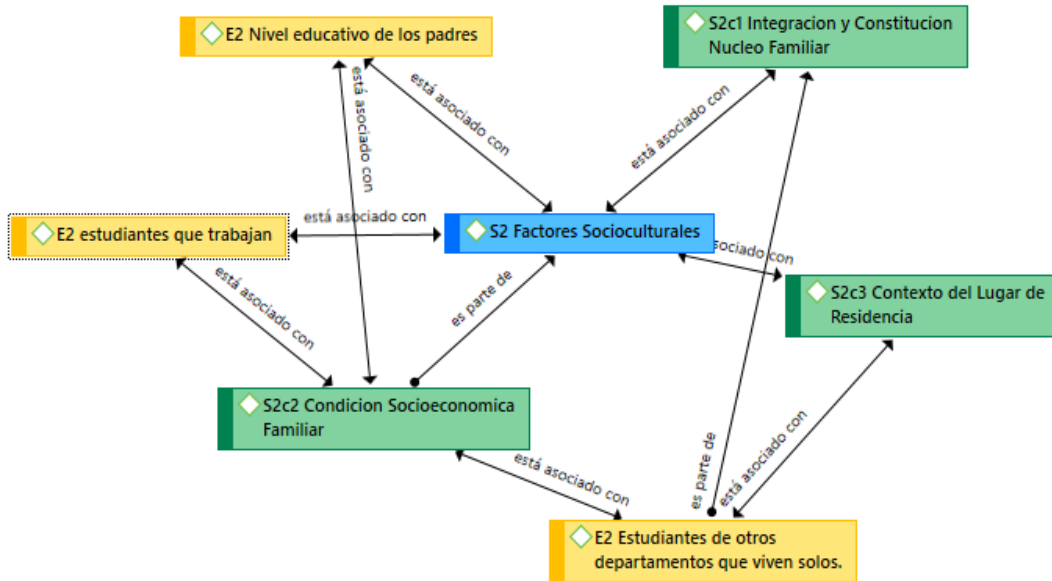 E2 Nivel educativo de los padres
S2c1 Integracion y Constitucion
Nucleo Familiar
está asociado con
está asociado con
está asociado con
E2 estudiantes que trabajan
está asociado con
S2 Factores Socioculturales
sociado con
S2c3 Contexto del Lugar de
Residencia
está asociado con
es parte de
S2c2 Condicion Socioeconomica
Familiar
está asociado con
es parte de
está asociado con
E2 Estudiantes de otros
departamentos que viven solos.